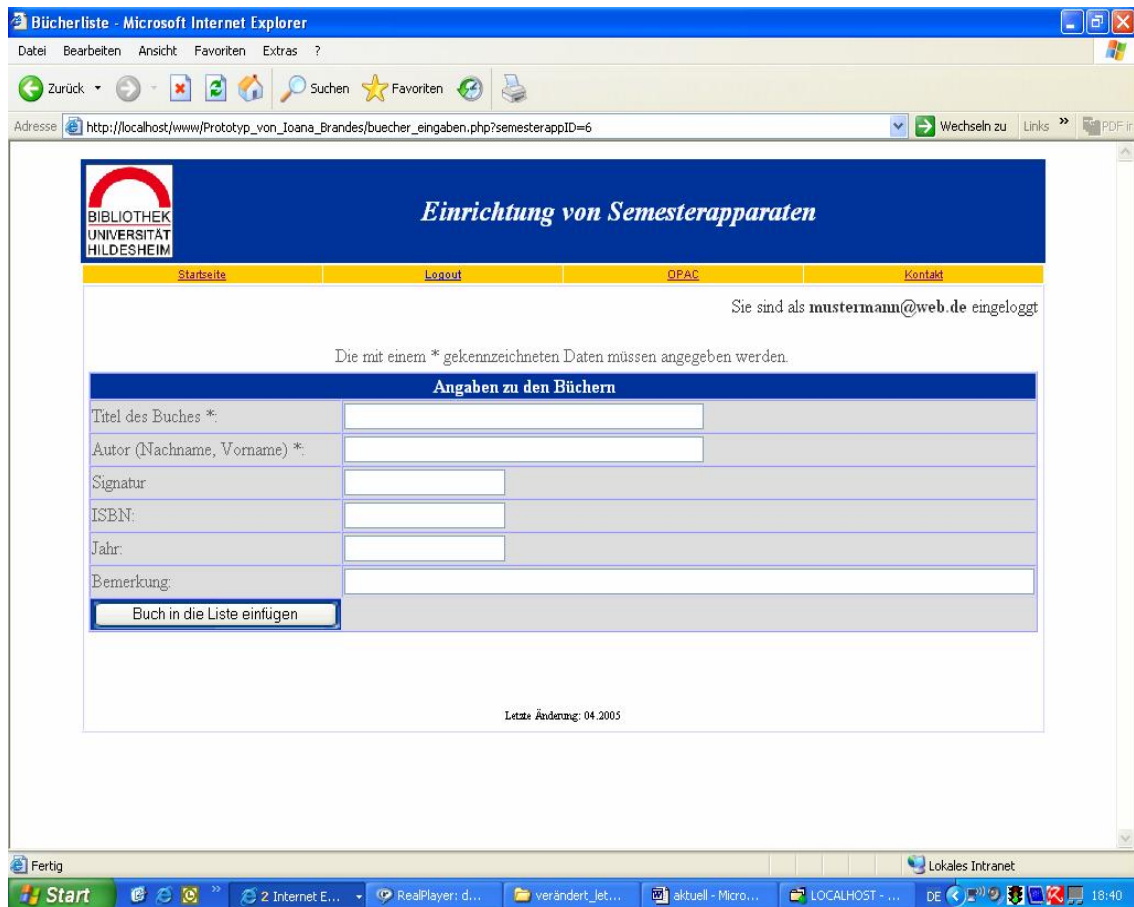 Bücherliste - Microsoft Internet Explorer
Datei Bearbeiten Ansicht Favoriten Extras ?
Zurück Suchen Favoriten
Adresse http://localhost/www/Prototyp_von_Ioana_Brandes/buecher_eingaben.php?semesterappID=6 Wechseln zu Links » PDF
BIBLIOTHEK
UNIVERSITÄT
HILDESHEIM
Einrichtung von Semesterapparaten
Startseite Logout OPAC Kontakt
Sie sind als mustermann@web.de eingeloggt
Die mit einem * gekennzeichneten Daten müssen angegeben werden.
Angaben zu den Büchern
Titel des Buches *:
Autor (Nachname, Vorname) *:
Signatur
ISBN:
Jahr:
Bemerkung:
Buch in die Liste einfügen
Letzte Änderung: 04.2005
Fertig Lokales Intranet
Start » 2 Internet E... RealPlayer: d... verändert_let... aktuell - Micro... LOCALHOST - ... DE 18:40